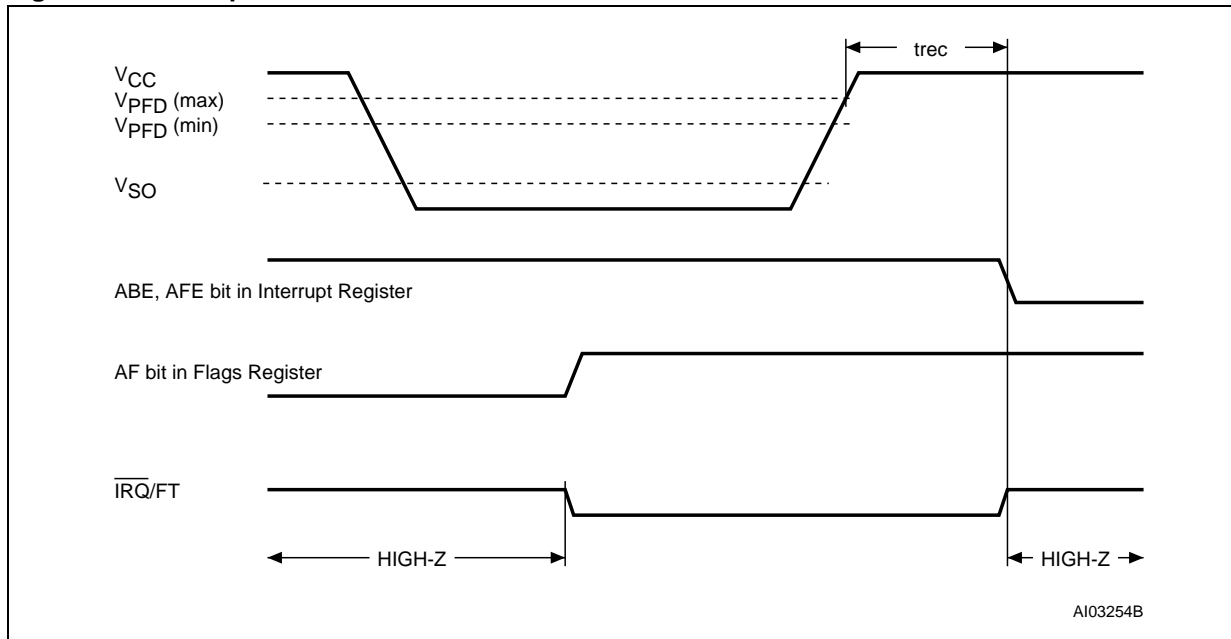 trec
VCC
VPFD (max)
VPFD (min)
VSO
ABE, AFE bit in Interrupt Register
AF bit in Flags Register
IRQ/FT
HIGH-Z
HIGH-Z
AI03254B